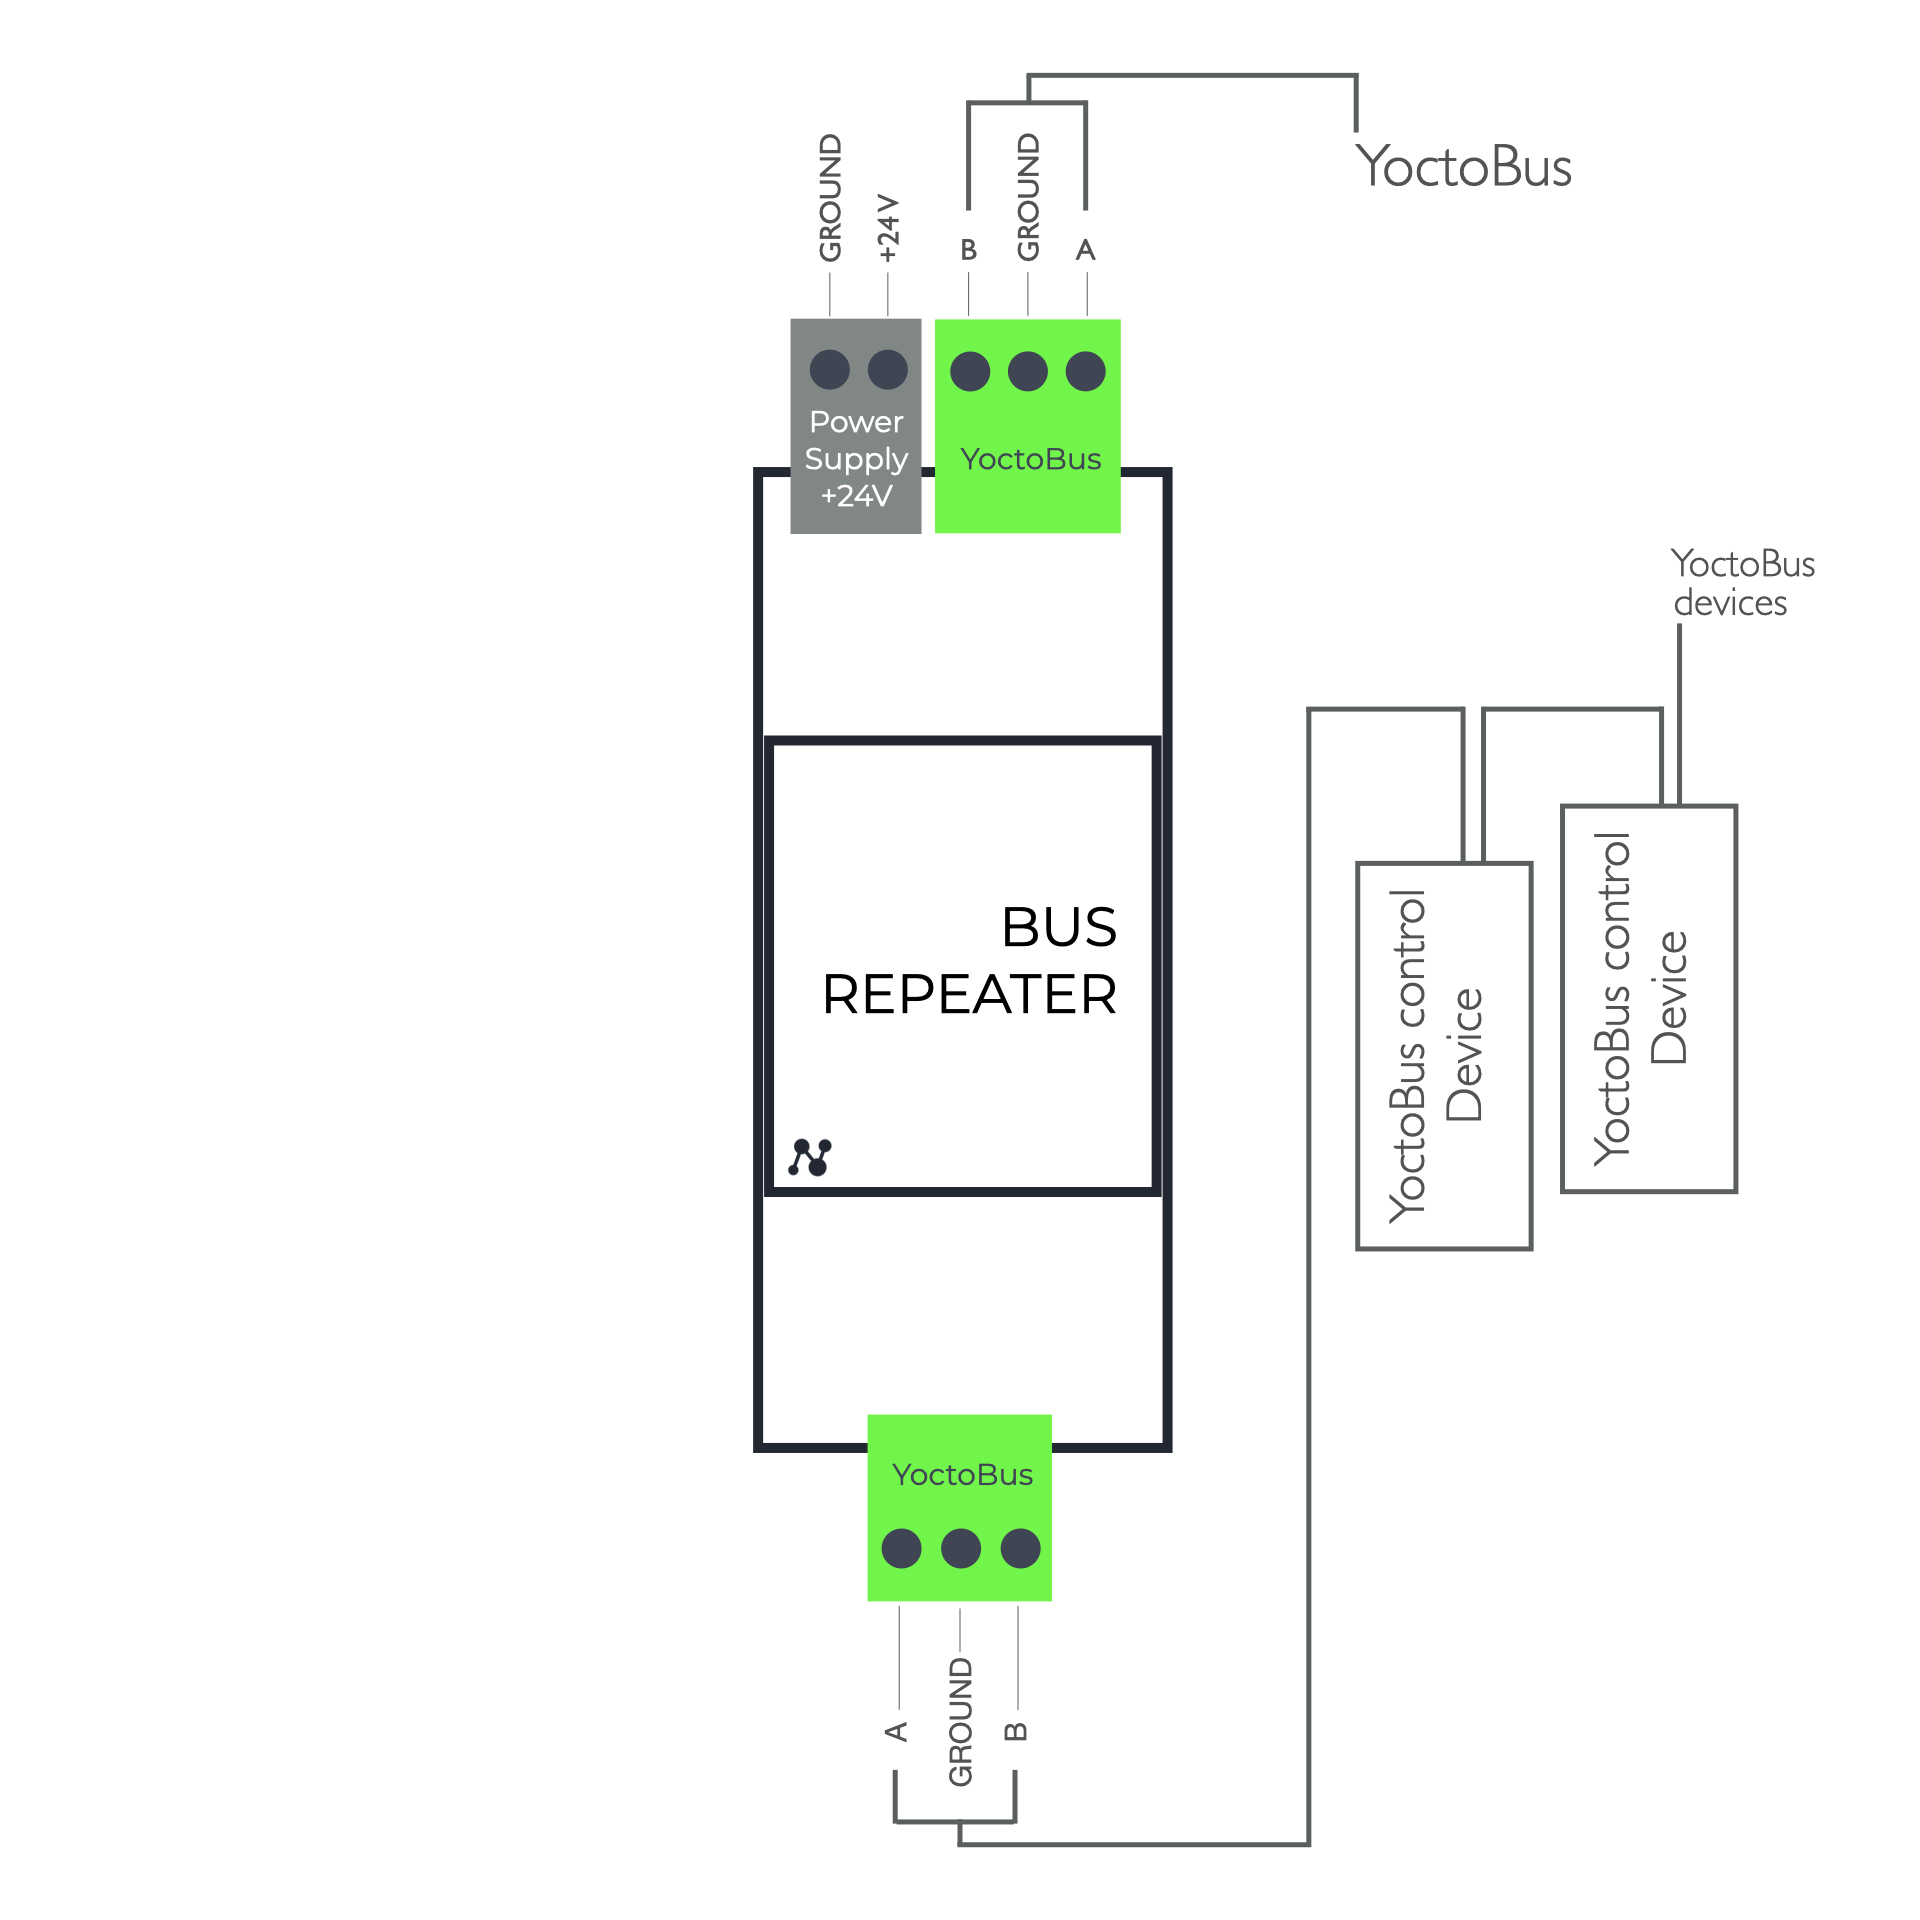 YoctoBus
GROUND
+24V
B
GROUND
A
Power
Supply
+24V
YoctoBus
YoctoBus
devices
BUS
REPEATER
YoctoBus control
Device
YoctoBus control
Device
YoctoBus
A
GROUND
B